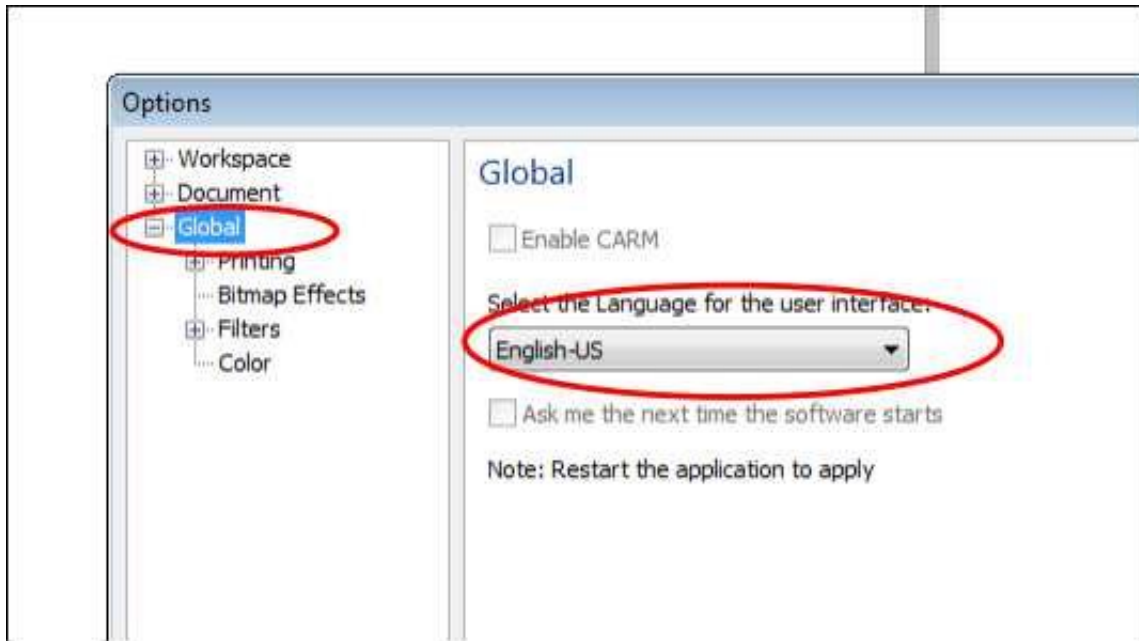 Options
Workspace
Document
Global
Printing
Bitmap Effects
Filters
Color
Global
Enable CARM
Select the Language for the user interface:
English-US
Ask me the next time the software starts
Note: Restart the application to apply